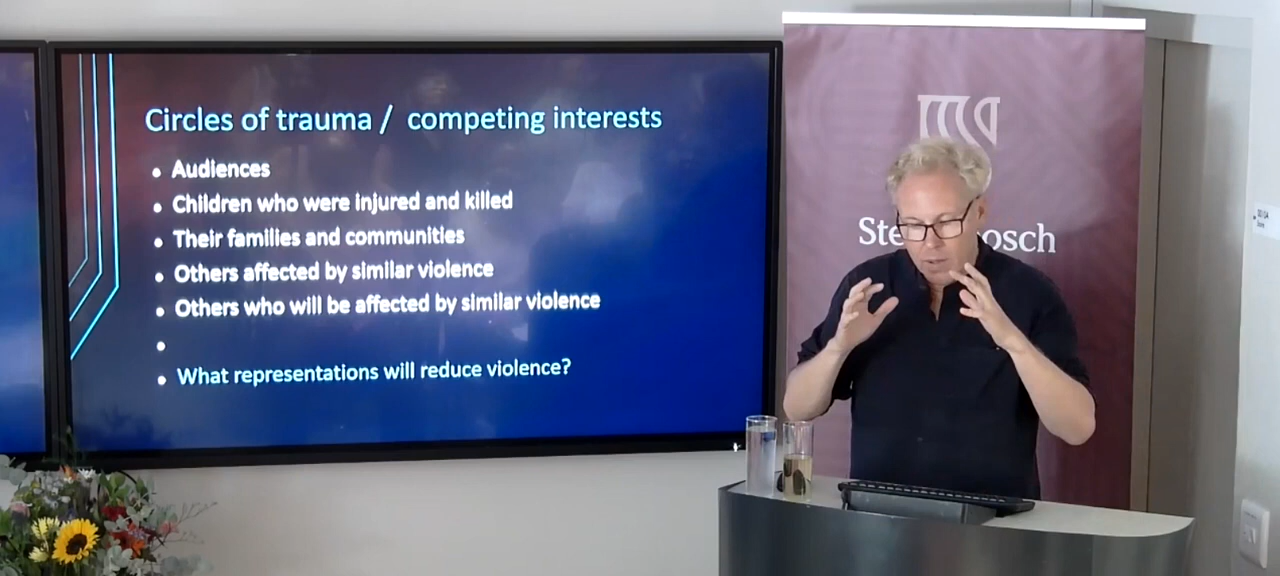 Circles of trauma / competing interests
• Audiences
• Children who were injured and killed
• Their families and communities
• Others affected by similar violence
• Others who will be affected by similar violence
•
• What representations will reduce violence?